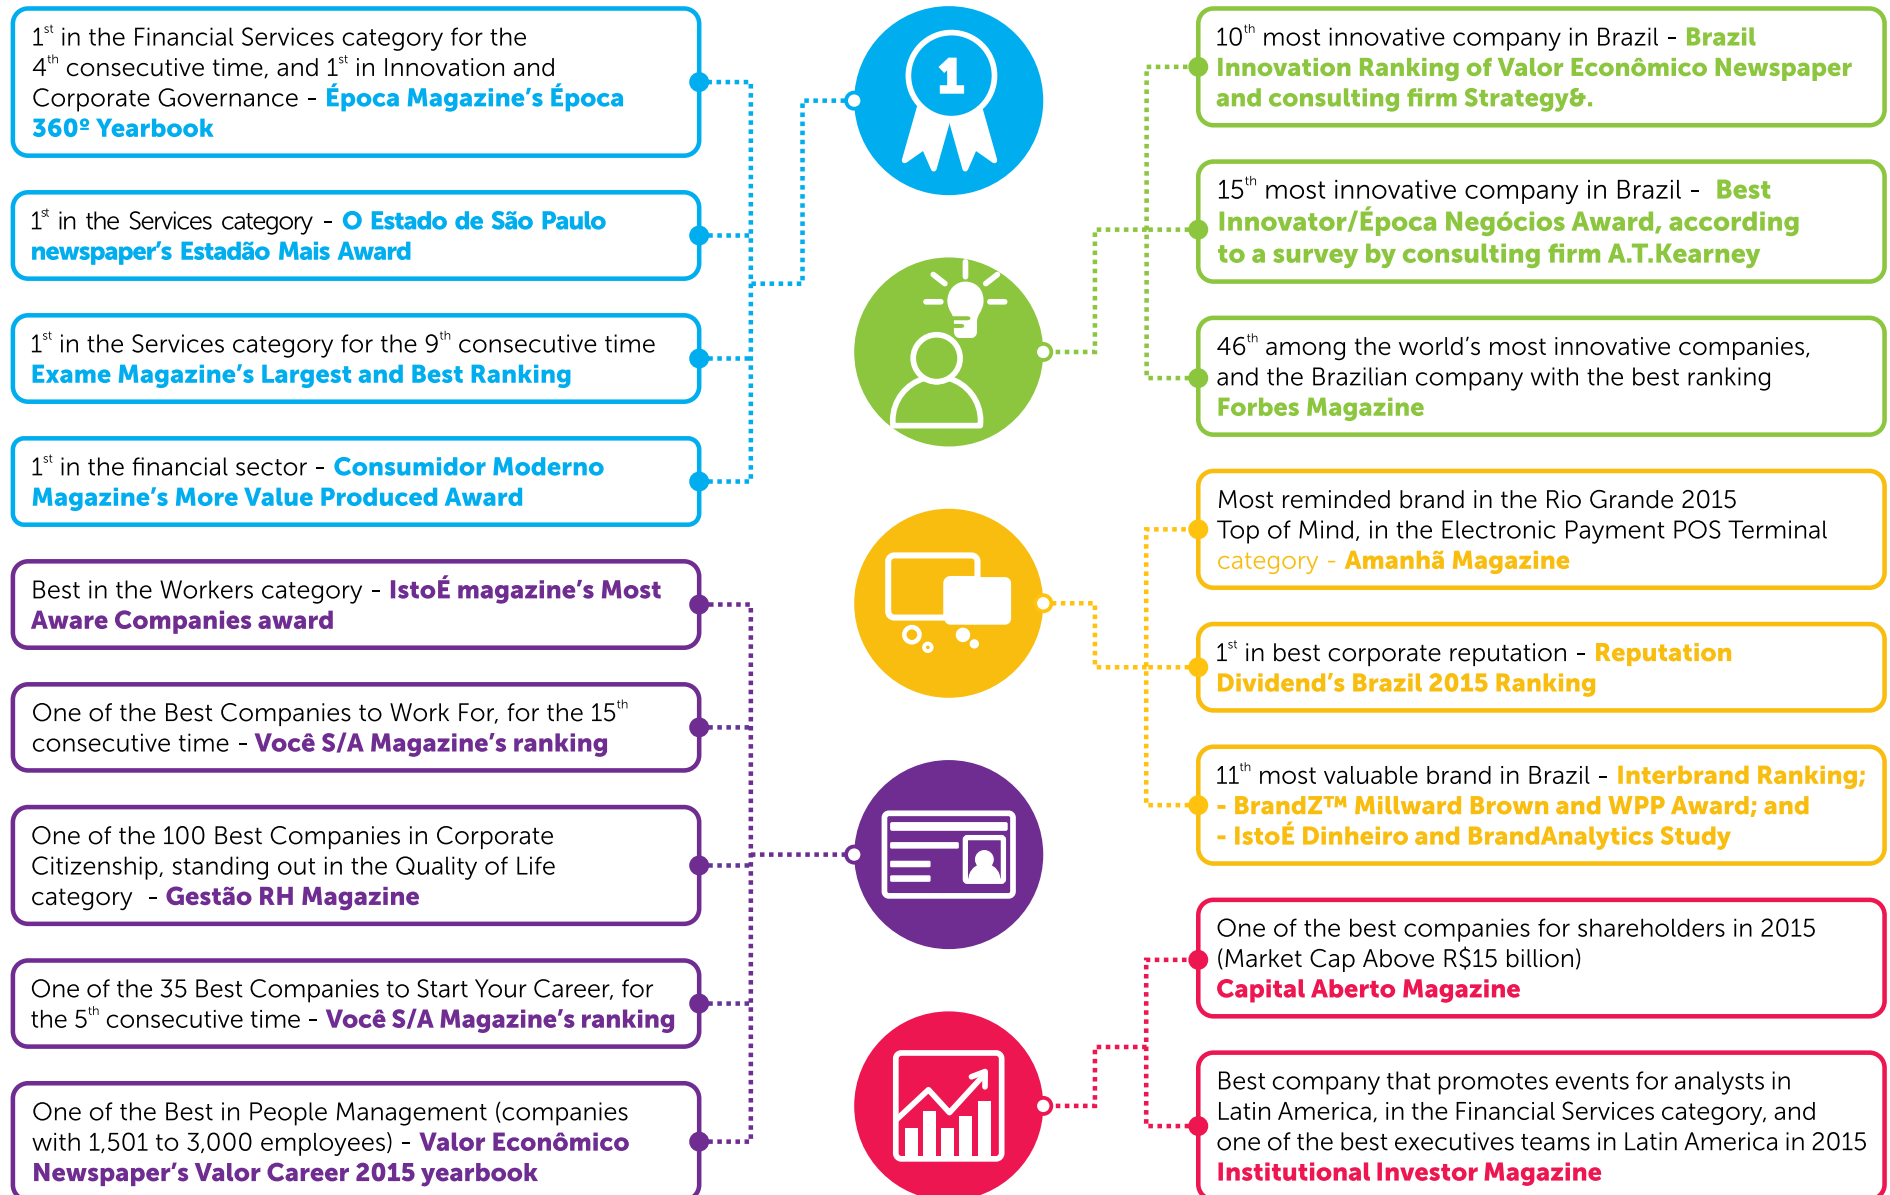 1st in the Financial Services category for the
4th consecutive time, and 1st in Innovation and
Corporate Governance - Época Magazine's Época
360º Yearbook
1st in the Services category - O Estado de São Paulo
newspaper's Estadão Mais Award
1st in the Services category for the 9th consecutive time
Exame Magazine's Largest and Best Ranking
1st in the financial sector - Consumidor Moderno
Magazine's More Value Produced Award
Best in the Workers category - IstoÉ magazine's Most
Aware Companies award
One of the Best Companies to Work For, for the 15th
consecutive time - Você S/A Magazine's ranking
One of the 100 Best Companies in Corporate
Citizenship, standing out in the Quality of Life
category - Gestão RH Magazine
One of the 35 Best Companies to Start Your Career, for
the 5th consecutive time - Você S/A Magazine's ranking
One of the Best in People Management (companies
with 1,501 to 3,000 employees) - Valor Econômico
Newspaper's Valor Career 2015 yearbook
1
10th most innovative company in Brazil - Brazil
Innovation Ranking of Valor Econômico Newspaper
and consulting firm Strategy&.
15th most innovative company in Brazil - Best
Innovator/Época Negócios Award, according
to a survey by consulting firm A.T.Kearney
46th among the world's most innovative companies,
and the Brazilian company with the best ranking
Forbes Magazine
Most reminded brand in the Rio Grande 2015
Top of Mind, in the Electronic Payment POS Terminal
category - Amanhã Magazine
1st in best corporate reputation - Reputation
Dividend's Brazil 2015 Ranking
11th most valuable brand in Brazil - Interbrand Ranking;
- BrandZ™ Millward Brown and WPP Award; and
- IstoÉ Dinheiro and BrandAnalytics Study
One of the best companies for shareholders in 2015
(Market Cap Above R$15 billion)
Capital Aberto Magazine
Best company that promotes events for analysts in
Latin America, in the Financial Services category, and
one of the best executives teams in Latin America in 2015
Institutional Investor Magazine